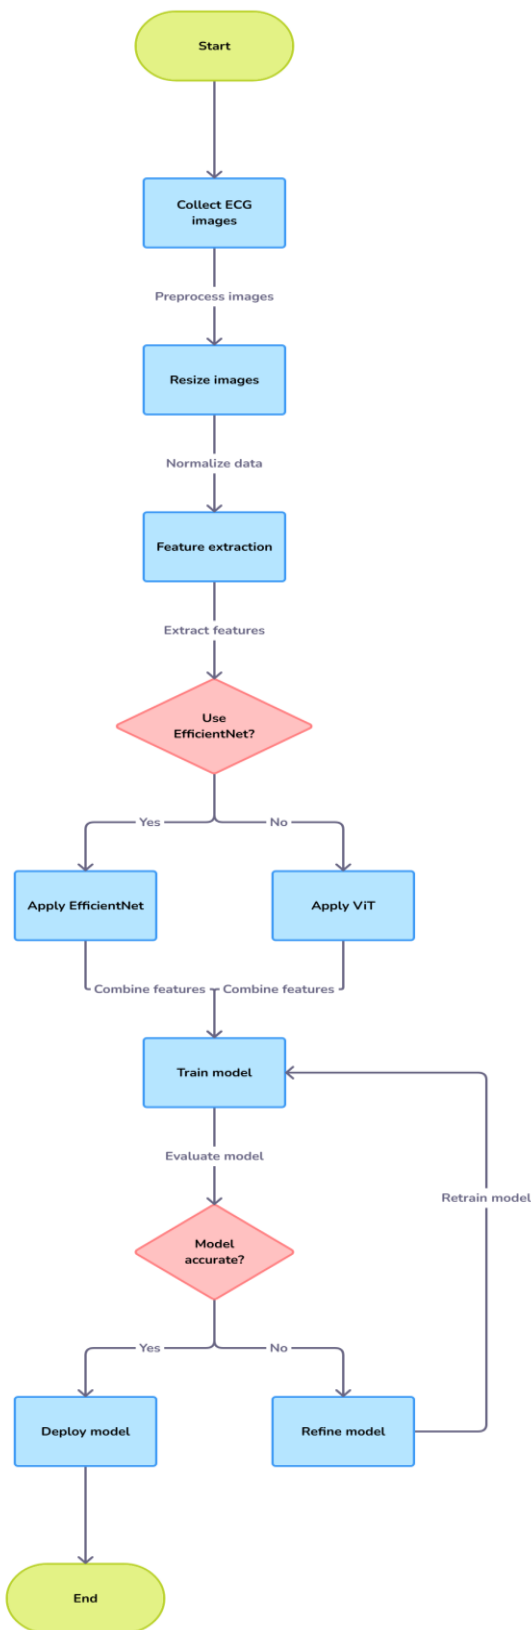 Start
Collect ECG
images
Preprocess images
Resize images
Normalize data
Feature extraction
Extract features
Use
EfficientNet?
Yes
No
Apply EfficientNet
Apply ViT
Combine features
Combine features
Train model
Evaluate model
Retrain model
Model
accurate?
Yes
No
Deploy model
Refine model
End